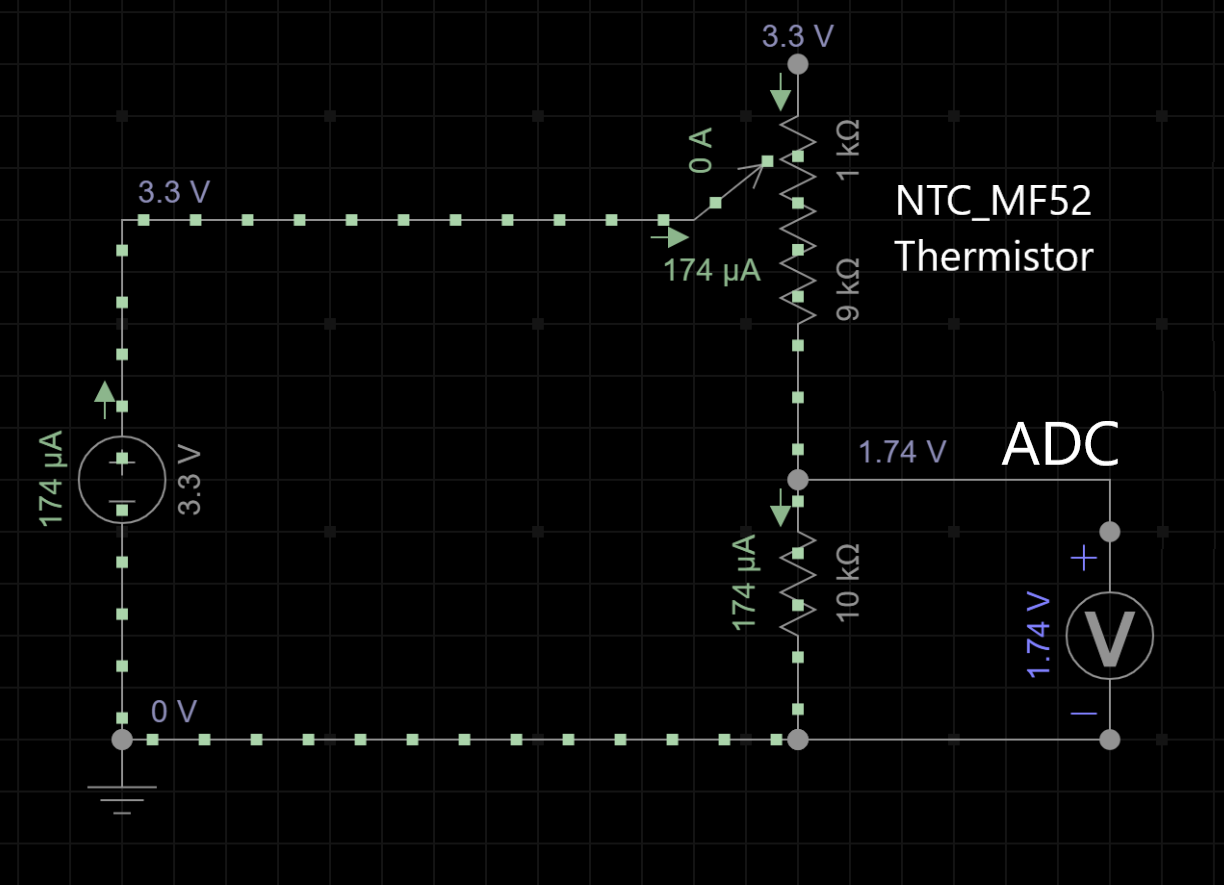 3.3 V
0 A
1 kΩ
3.3 V
NTC_MF52
Thermistor
174 µA
9 kΩ
ADC
1.74 V
174 µA
3.3 V
174 µA
10 kΩ
+
1.74 V
V
–
0 V